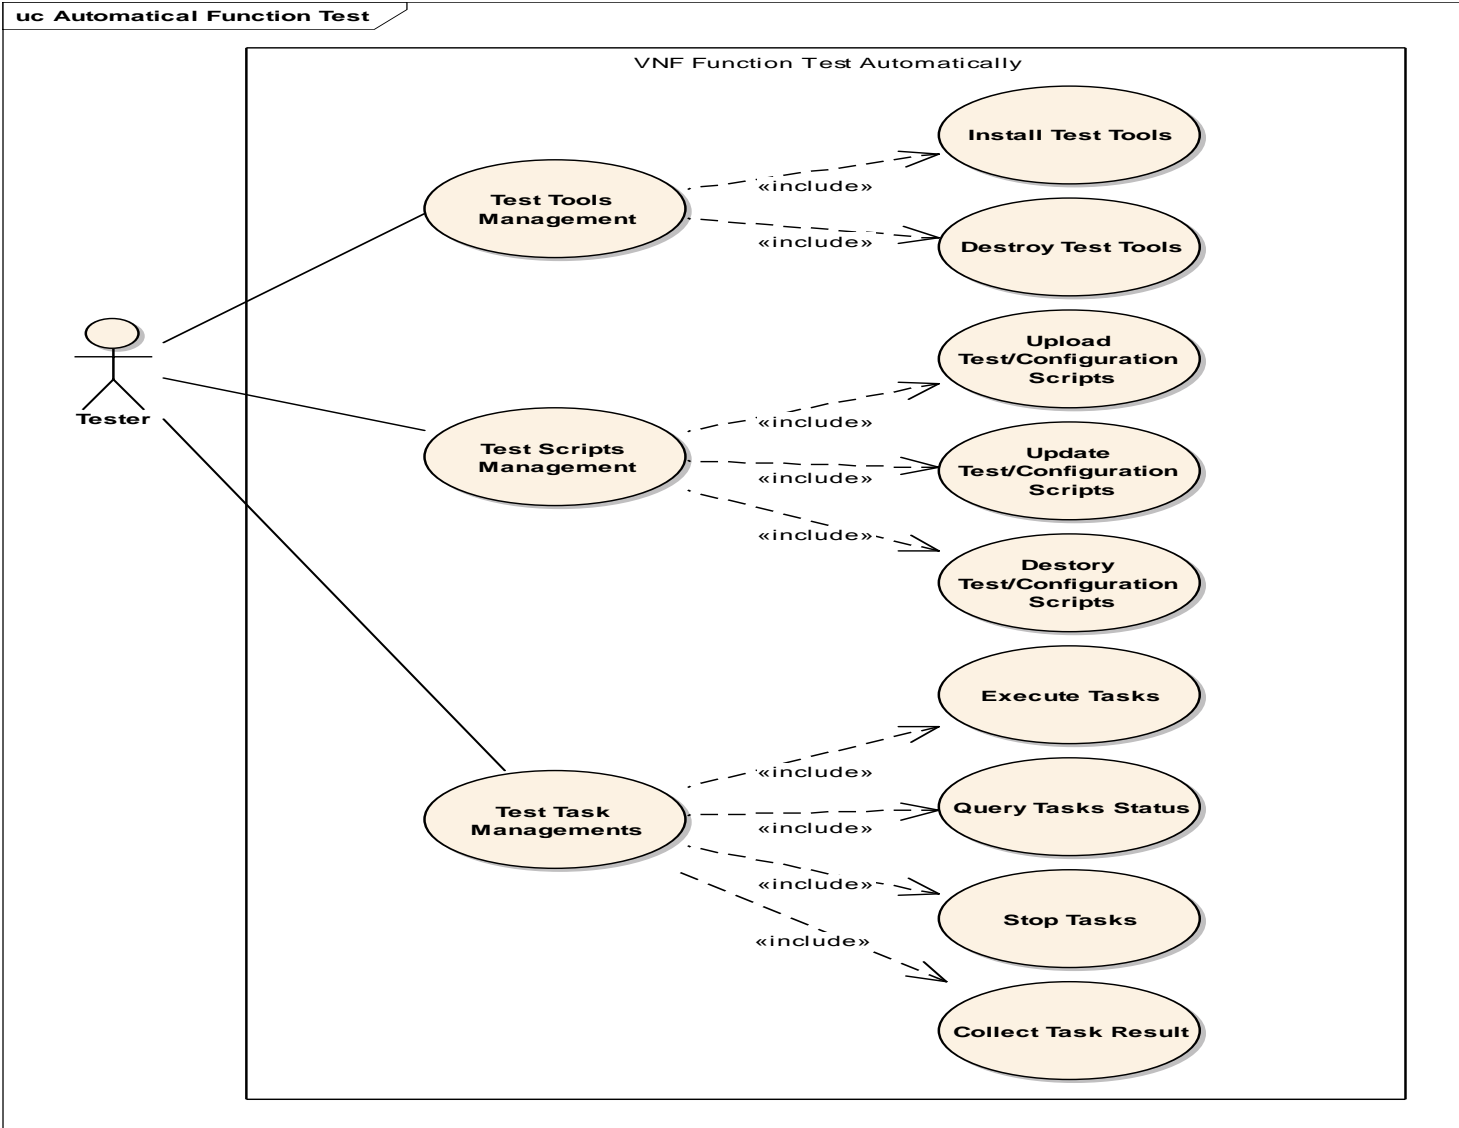 uc Automatical Function Test
VNF Function Test Automatically
Install Test Tools
Test Tools
Management
«include»
«include»
Destroy Test Tools
Tester
Upload
Test/Configuration
Scripts
Test Scripts
Management
«include»
«include»
«include»
Update
Test/Configuration
Scripts
Destory
Test/Configuration
Scripts
Execute Tasks
Test Task
Managements
«include»
«include»
«include»
«include»
Query Tasks Status
Stop Tasks
Collect Task Result